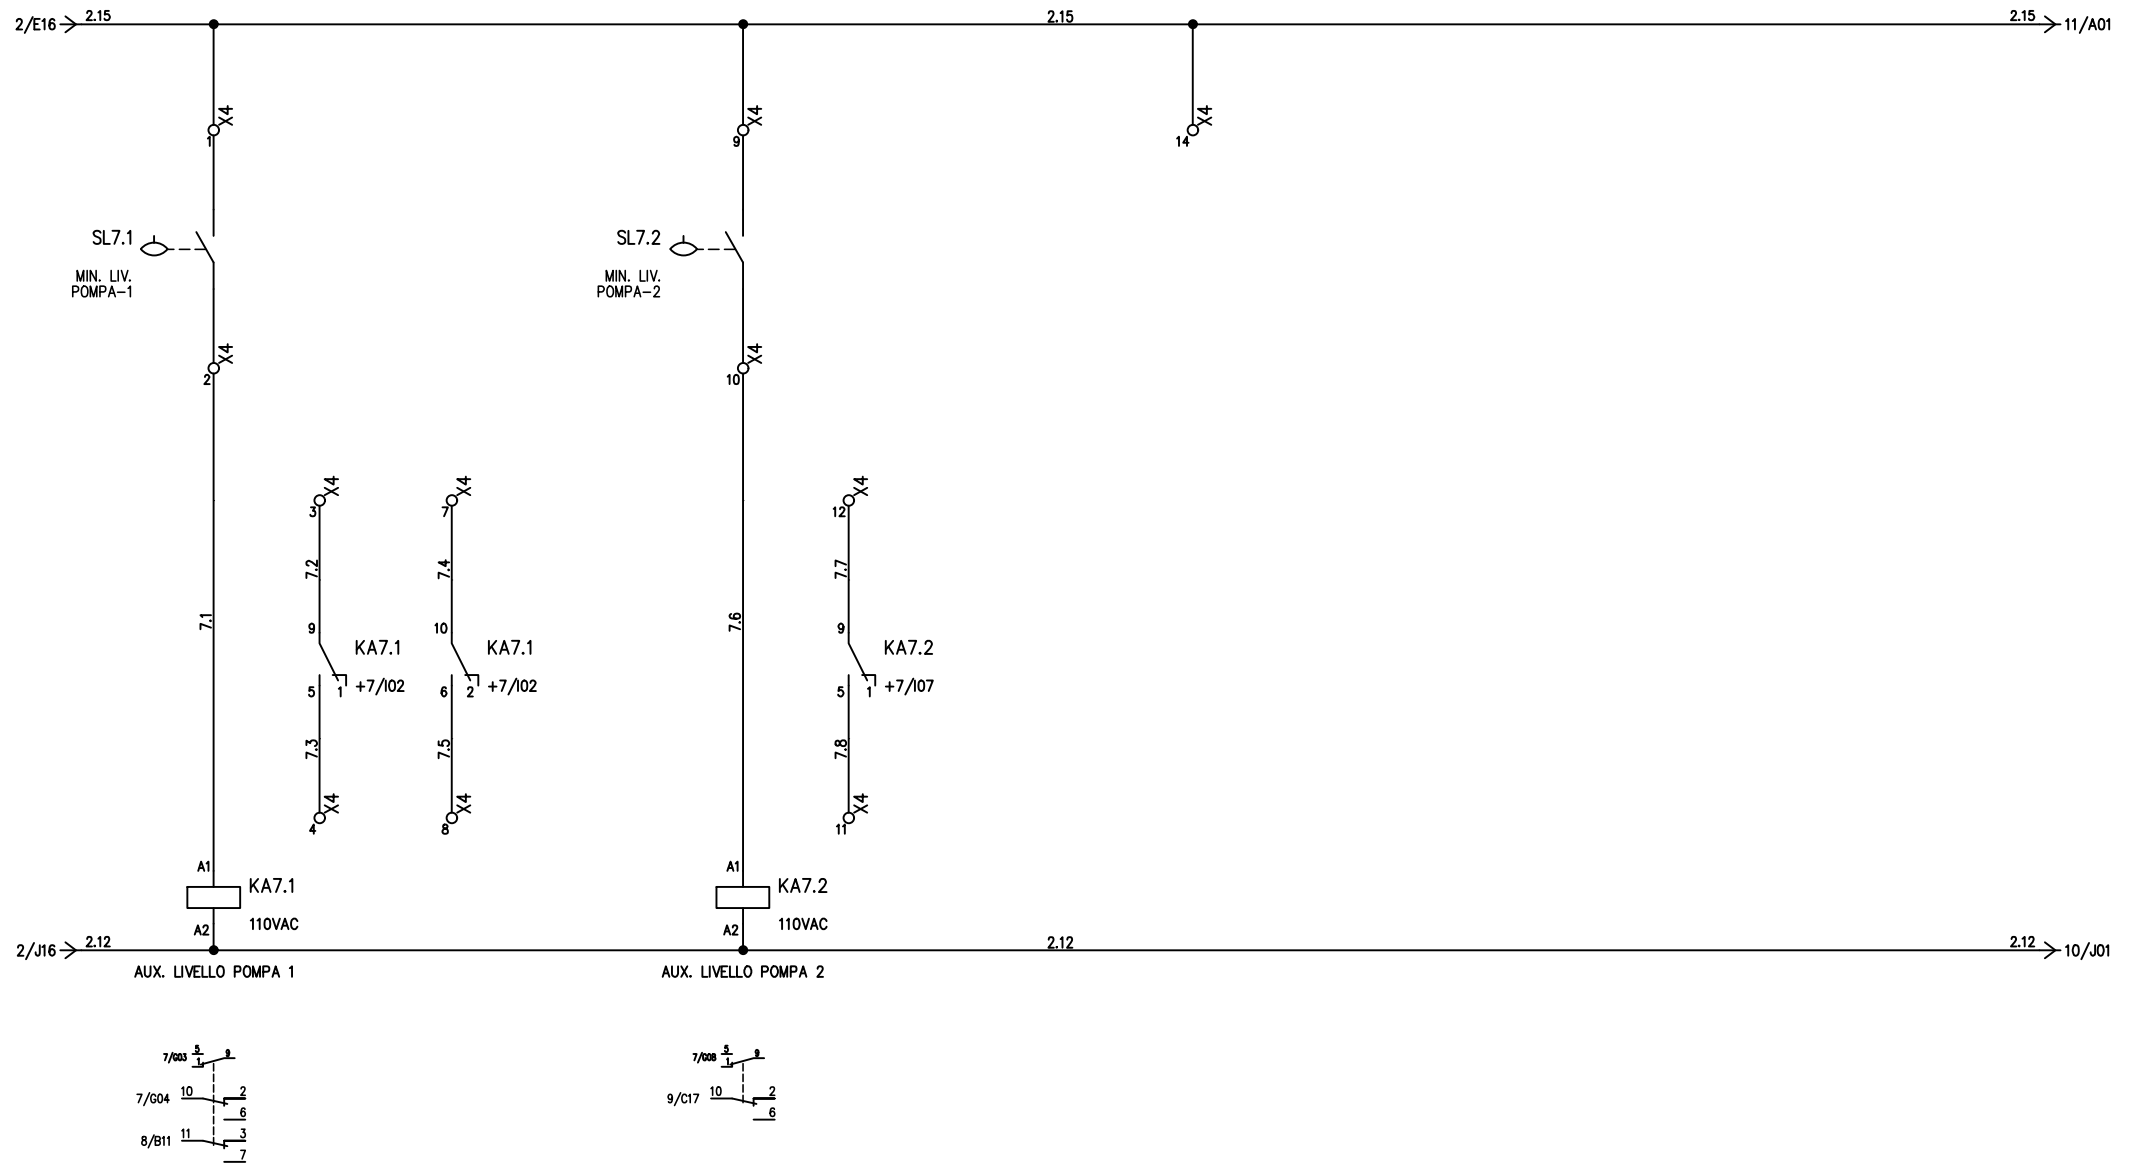 2/E16 2.15 2.15 2.15 11/A01
X4 X4 X4
1 9 14
SL7.1 SL7.2
MIN. LIV. MIN. LIV.
POMPA-1 POMPA-2
X4 X4
2 10
X4 X4 X4
3 7 12
7.2 7.4 7.7
7.1 7.6
9 10 9
KA7.1 KA7.1 KA7.2
5 1 +7/I02 6 2 +7/I02 5 1 +7/I07
7.3 7.5 7.8
X4 X4 X4
4 8 11
A1 A1
KA7.1 KA7.2
110VAC 110VAC
A2 A2
2/J16 2.12 2.12 2.12 10/J01
AUX. LIVELLO POMPA 1 AUX. LIVELLO POMPA 2
7/G03 5 1 9 7/G08 5 1 9
7/G04 10 2 9/C17 10 2
6 6
8/B11 11 3
7